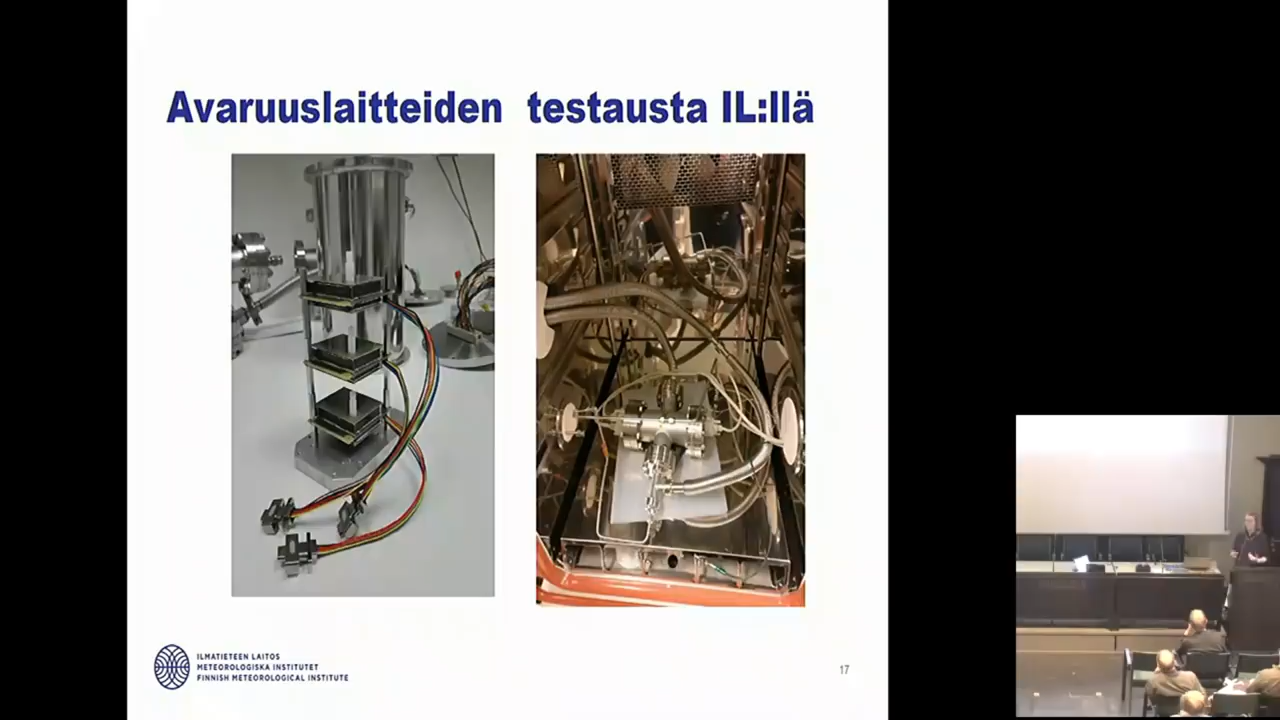 Avaruuslaitteiden testausta IL:llä
ILMATIETEEN LAITOS
METEOROLOGISKA INSTITUTET
FINNISH METEOROLOGICAL INSTITUTE
17